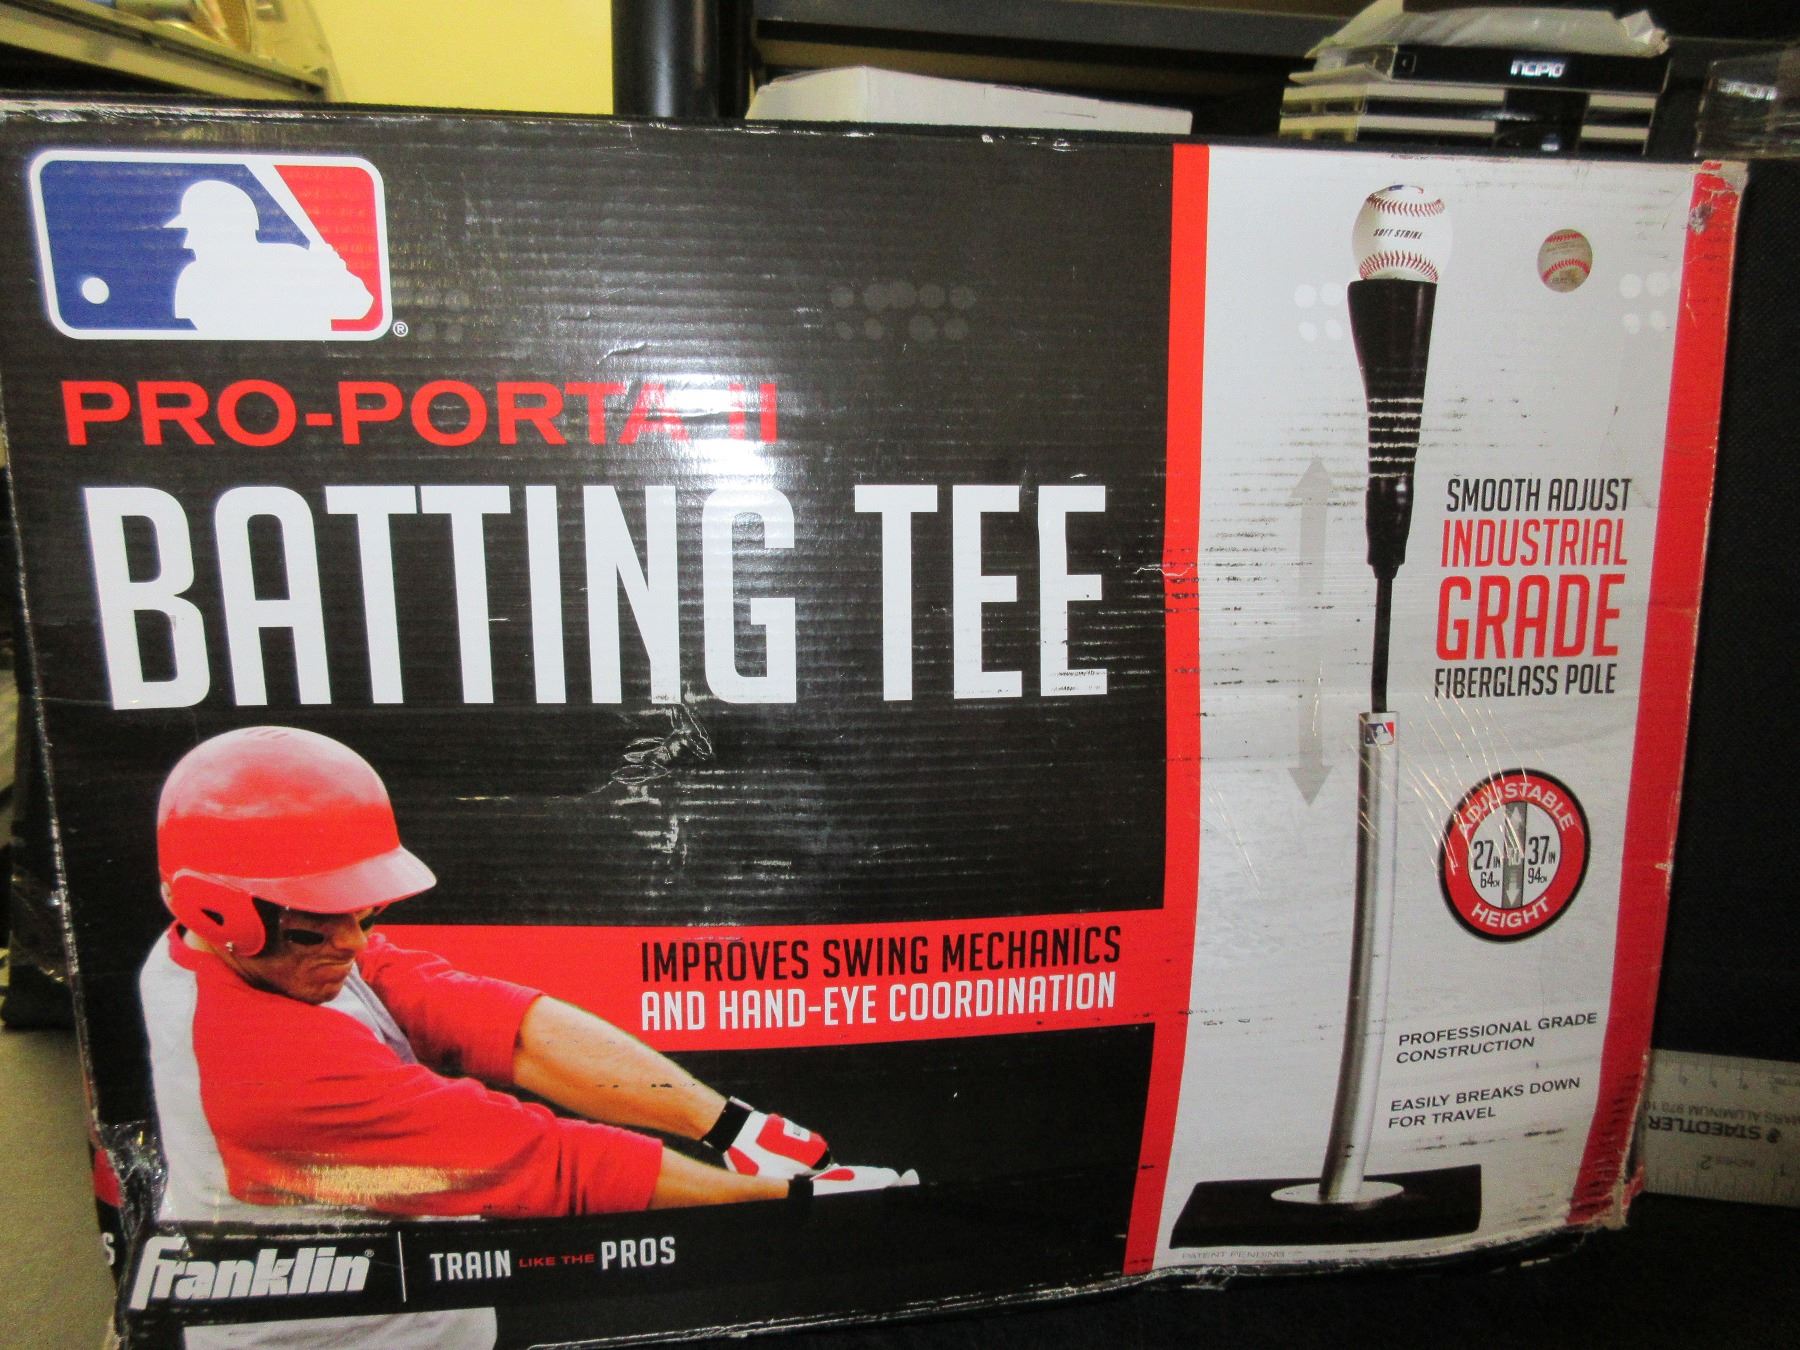 incipio
®
PRO-PORTA II
BATTING TEE
SOFT STRIKE
SMOOTH ADJUST
INDUSTRIAL
GRADE
FIBERGLASS POLE
ADJUSTABLE
27IN 37IN
64CM 94CM
HEIGHT
IMPROVES SWING MECHANICS
AND HAND-EYE COORDINATION
PROFESSIONAL GRADE
CONSTRUCTION
EASILY BREAKS DOWN
FOR TRAVEL
PATENT PENDING
S
Franklin® TRAIN LIKE THE PROS
STAEDTLER